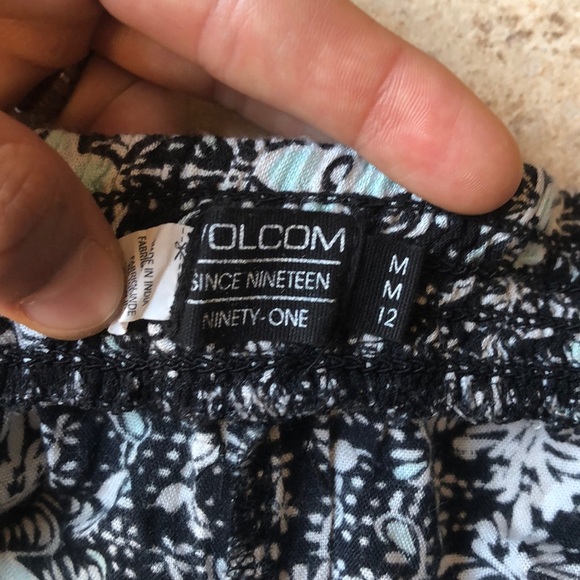 MADE IN INDIA
VOLCOM
SINCE NINETEEN
NINETY-ONE
M
M
12